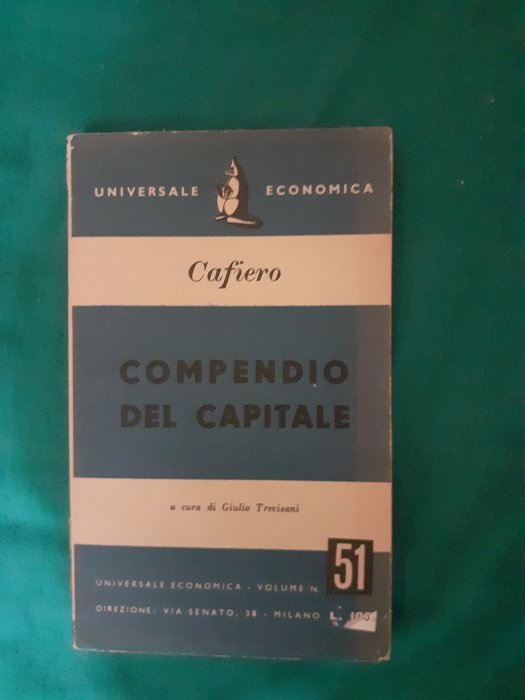 UNIVERSALE ECONOMICA
Cafiero
COMPENDIO
DEL CAPITALE
a cura di Giulio Trevisani
51
UNIVERSALE ECONOMICA - VOLUME N.
DIREZIONE: VIA SENATO, 38 - MILANO L. 100